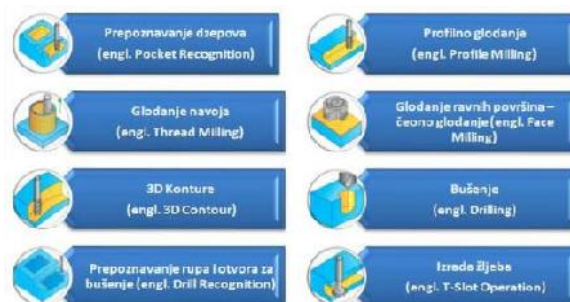 Prepoznavanje džepova
(engl. Pocket Recognition)
Profilno glodanje
(engl. Profile Milling)
Glodanje navoja
(engl. Thread Milling)
Glodanje ravnih površina –
čeono glodanje (engl. Face
Milling)
3D Konture
(engl. 3D Contour)
Bušenje
(engl. Drilling)
Prepoznavanje rupa i otvora za
bušenje (engl. Drill Recognition)
Izrada žljeba
(engl. T-Slot Operation)